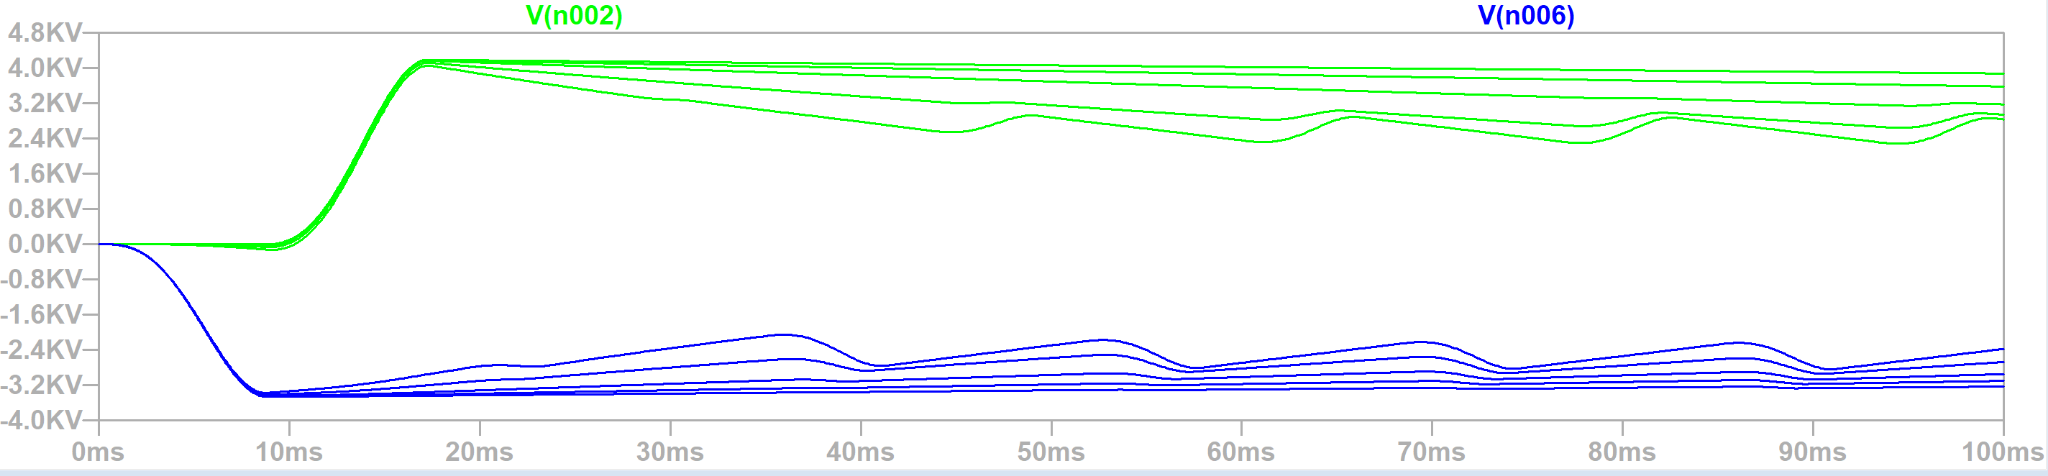 V(n002) V(n006)
4.8KV
4.0KV
3.2KV
2.4KV
1.6KV
0.8KV
0.0KV
-0.8KV
-1.6KV
-2.4KV
-3.2KV
-4.0KV
0ms 10ms 20ms 30ms 40ms 50ms 60ms 70ms 80ms 90ms 100ms